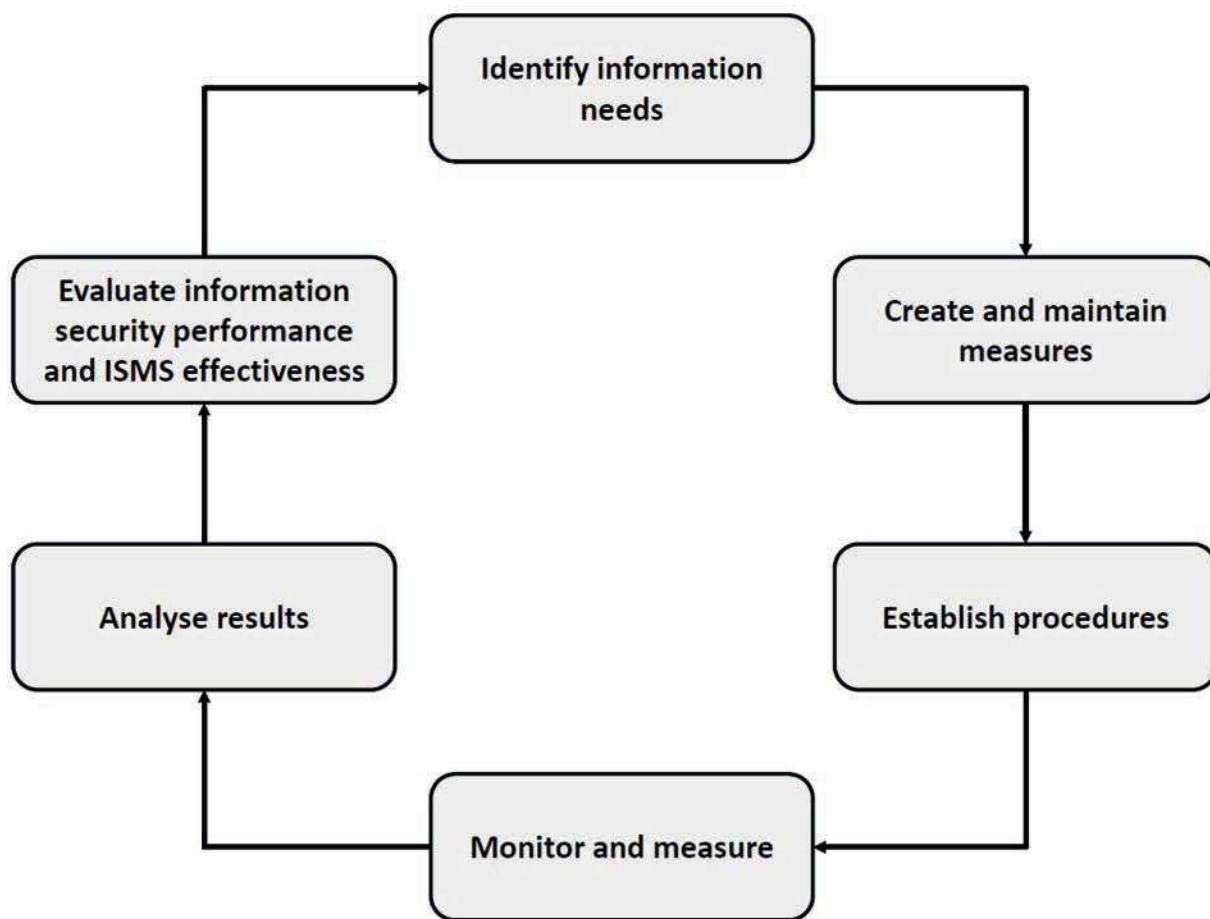 Identify information
needs
Create and maintain
measures
Establish procedures
Monitor and measure
Analyse results
Evaluate information
security performance
and ISMS effectiveness